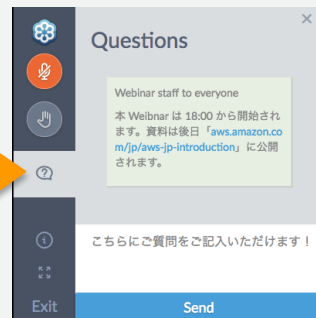 Questions
Webinar staff to everyone
本 Weibnar は 18:00 から開始され
ます。資料は後日「aws.amazon.co
m/jp/aws-jp-introduction」に公開
されます。
こちらにご質問をご記入いただけます！
Exit
Send